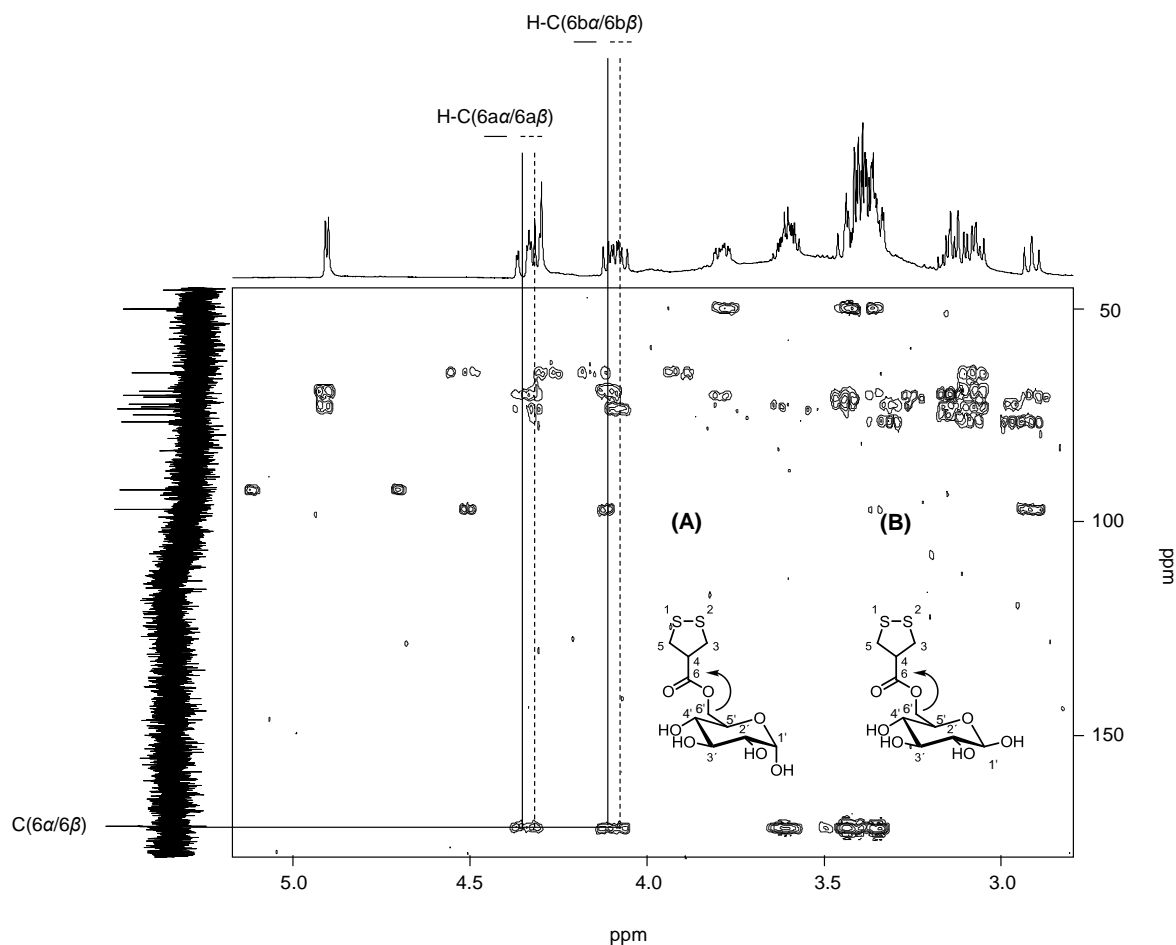 H-C(6bα/6bβ)
H-C(6aα/6aβ)
50
100
150
ppm
(A)
(B)
1 2
S S
5 3
4
6
O O
6'
4' 5' O
HO 2' 1'
HO HO
3' OH
1 2
S S
5 3
4
6
O O
6'
4' 5' O
HO 2' OH
HO HO
3' 1'
C(6α/6β)
5.0 4.5 4.0 3.5 3.0
ppm